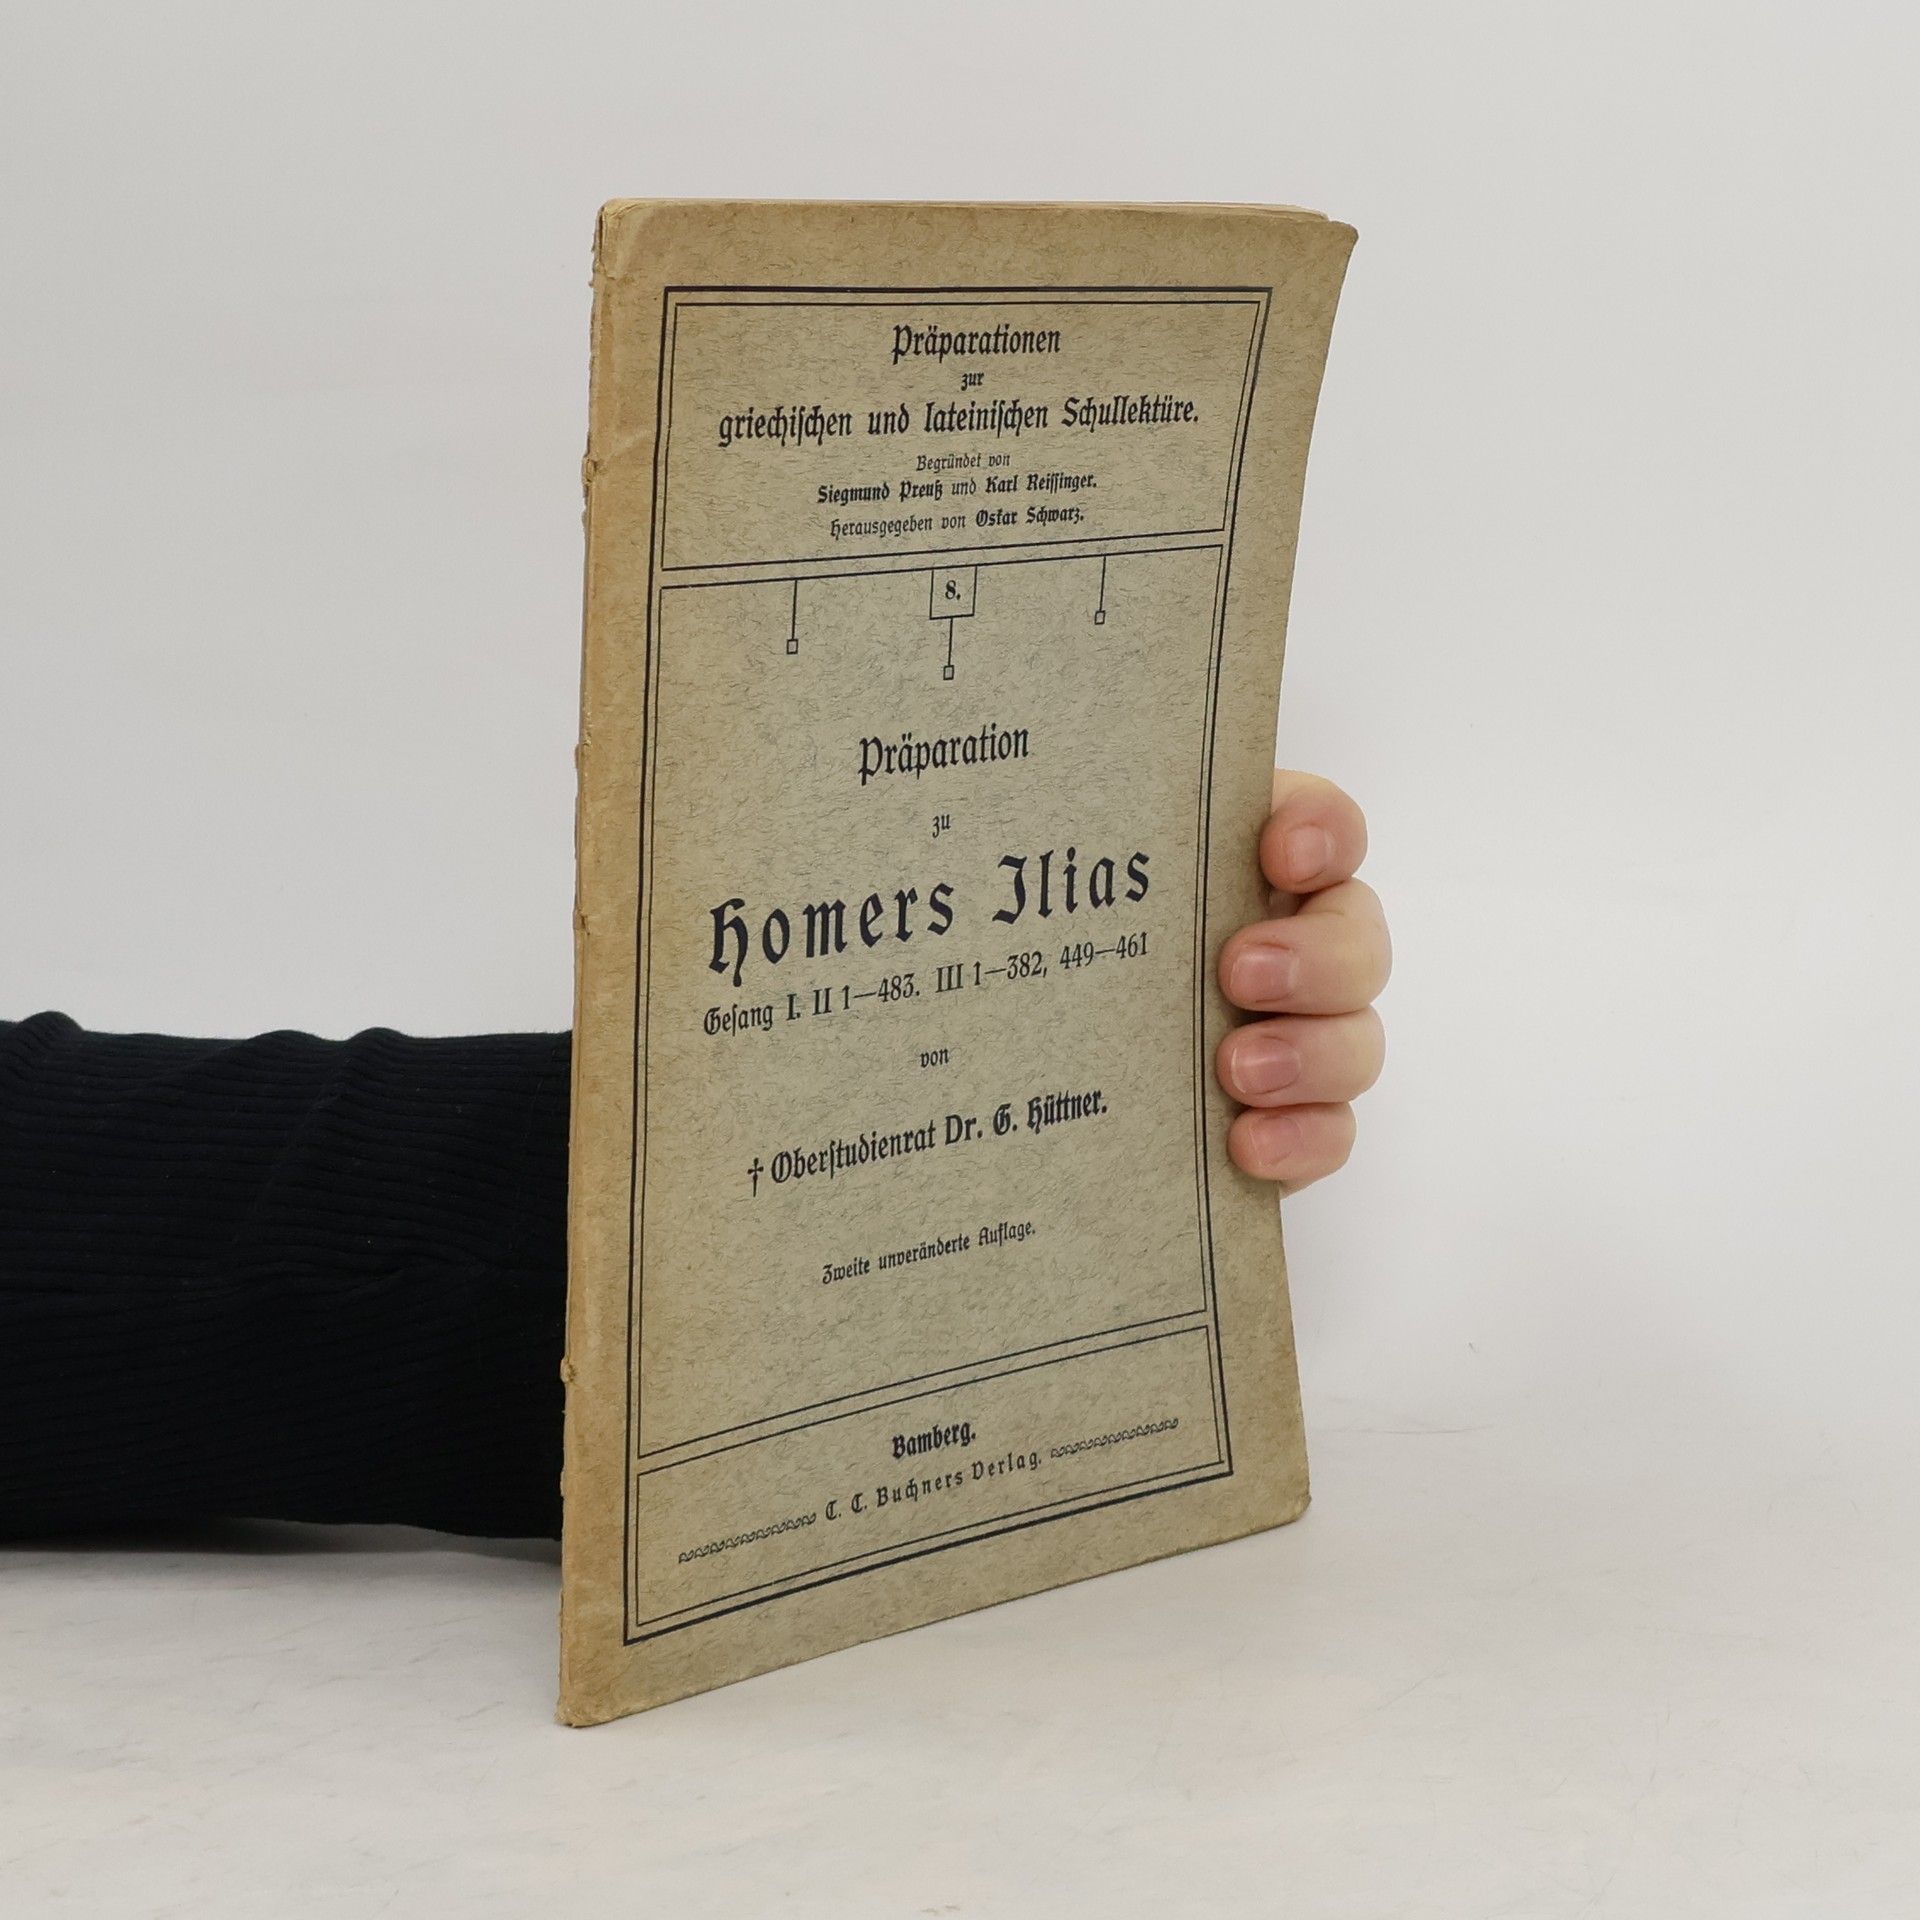 Präparationen
zur
griechiſchen und lateiniſchen Schullektüre.
Begründet von
Siegmund Preuß und Karl Reiſſinger.
Herausgegeben von Oskar Schwarz.
8.
Präparation
zu
Homers Ilias
Geſang I. II 1—483. III 1—382, 449—461
von
† Oberſtudienrat Dr. G. Hüttner.
Zweite unveränderte Auflage.
Bamberg.
C. C. Buchners Verlag.